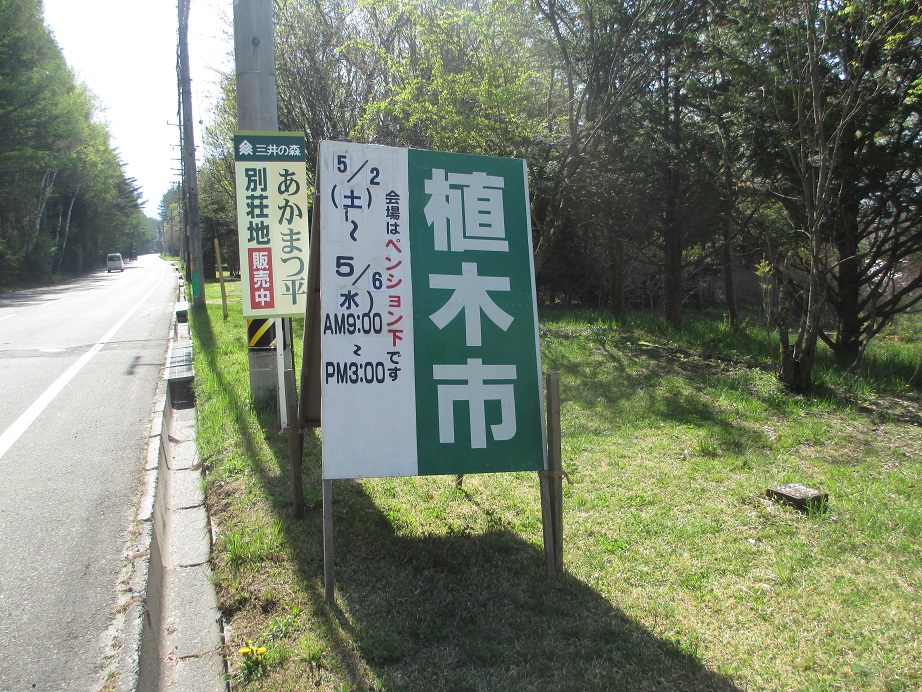 三井の森
あかまつ平
別荘地
販売中
植木市
会場はペンション下です
5/2
(土)
〜
5/6
(水)
AM9:00
〜
PM3:00